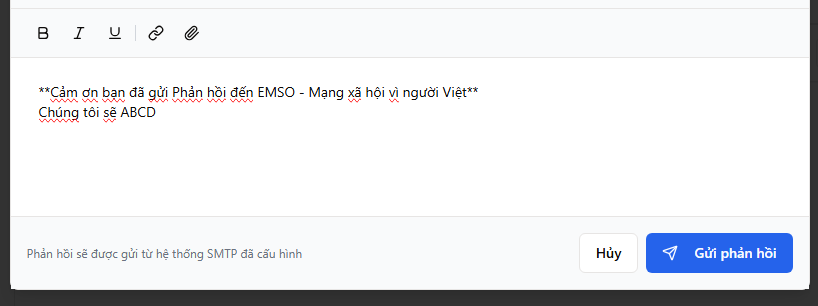 B I U
**Cảm ơn bạn đã gửi Phản hồi đến EMSO - Mạng xã hội vì người Việt**
Chúng tôi sẽ ABCD
Phản hồi sẽ được gửi từ hệ thống SMTP đã cấu hình
Hủy
Gửi phản hồi